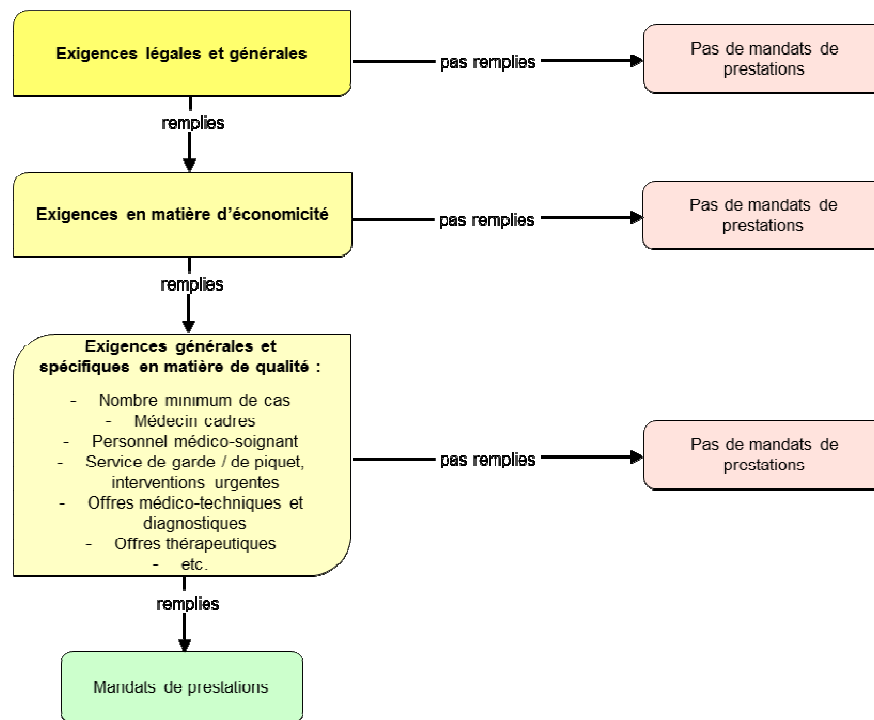 Exigences légales et générales
pas remplies
Pas de mandats de
prestations
remplies
Exigences en matière d'économicité
pas remplies
Pas de mandats de
prestations
remplies
Exigences générales et
spécifiques en matière de qualité :
- Nombre minimum de cas
- Médecin cadres
- Personnel médico-soignant
- Service de garde / de piquet,
interventions urgentes
- Offres médico-techniques et
diagnostiques
- Offres thérapeutiques
- etc.
pas remplies
Pas de mandats de
prestations
remplies
Mandats de prestations